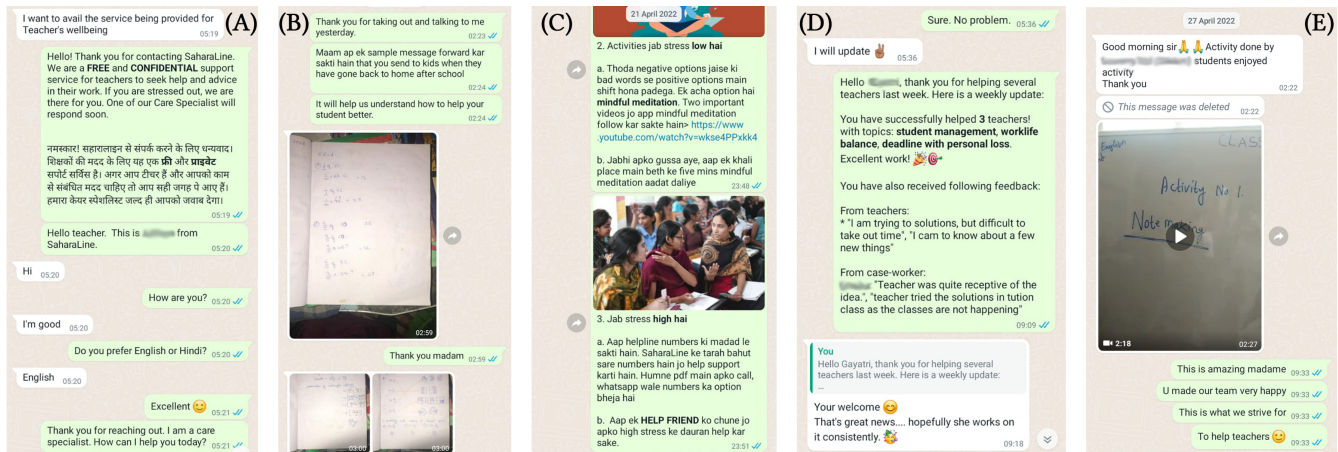 I want to avail the service being provided for
Teacher's wellbeing
05:19
(A)
Hello! Thank you for contacting SaharaLine.
We are a FREE and CONFIDENTIAL support
service for teachers to seek help and advice
in their work. If you are stressed out, we are
there for you. One of our Care Specialist will
respond soon.
नमस्कार! सहारालाइन से संपर्क करने के लिए धन्यवाद।
शिक्षकों की मदद के लिए यह एक फ्री और प्राइवेट
सपोर्ट सर्विस है। अगर आप टीचर हैं और आपको काम
से संबंधित मदद चाहिए तो आप सही जगह पे आए हैं।
हमारा केयर स्पेशलिस्ट जल्द ही आपको जवाब देगा।
05:19
Hello teacher. This is from
SaharaLine.
05:20
Hi 05:20
How are you? 05:20
I'm good 05:20
Do you prefer English or Hindi? 05:20
English 05:20
Excellent 😊 05:21
Thank you for reaching out. I am a care
specialist. How can I help you today? 05:21
(B)
Thank you for taking out and talking to me
yesterday. 02:23
Maam ap ek sample message forward kar
sakti hain that you send to kids when they
have gone back to home after school
02:24
It will help us understand how to help your
student better. 02:24
02:59
Thank you madam 02:59
03:00
03:00
(C)
21 April 2022
2. Activities jab stress low hai
a. Thoda negative options jaise ki
bad words se positive options main
shift hona padega. Ek acha option hai
mindful meditation. Two important
videos jo app mindful meditation
follow kar sakte hain> https://www
.youtube.com/watch?v=wkse4PPxkk4
b. Jabhi apko gussa aye, aap ek khali
place main beth ke five mins mindful
meditation aadat daliye
23:48
3. Jab stress high hai
a. Aap helpline numbers ki madad le
sakti hain. SaharaLine ke tarah bahut
sare numbers hain jo help support
karti hain. Humne pdf main apko call,
whatsapp wale numbers ka option
bheja hai
b. Aap ek HELP FRIEND ko chune jo
apko high stress ke dauran help kar
sake.
23:51
(D)
Sure. No problem. 05:36
I will update ✌🏽
05:36
Hello , thank you for helping several
teachers last week. Here is a weekly update:
You have successfully helped 3 teachers!
with topics: student management, worklife
balance, deadline with personal loss.
Excellent work! 🎉🎯
You have also received following feedback:
From teachers:
* "I am trying to solutions, but difficult to
take out time", "I cam to know about a few
new things"
From case-worker:
"Teacher was quite receptive of the
idea.", "teacher tried the solutions in tution
class as the classes are not happening"
09:09
You
Hello Gayatri, thank you for helping several
teachers last week. Here is a weekly update:
...
Your welcome 😊
That's great news.... hopefully she works on
it consistently. 🥳
09:18
(E)
27 April 2022
Good morning sir🙏🙏Activity done by
students enjoyed
activity
Thank you
02:22
This message was deleted 02:22
English
CLASS
Activity No 1.
Note making
2:18
02:27
This is amazing madame 09:33
U made our team very happy 09:33
This is what we strive for 09:33
To help teachers 😊 09:33